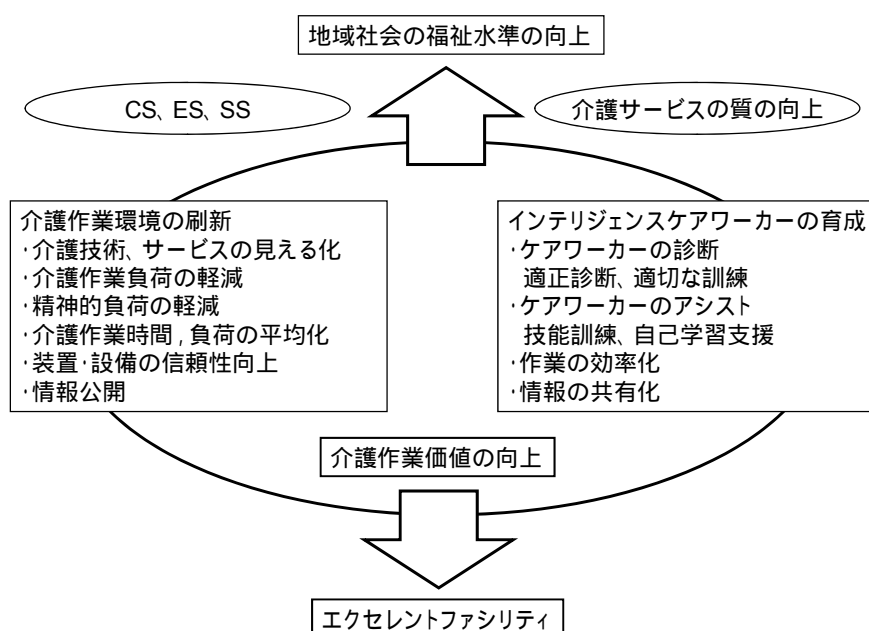 地域社会の福祉水準の向上
CS、ES、SS
介護サービスの質の向上
介護作業環境の刷新
・介護技術、サービスの見える化
・介護作業負荷の軽減
・精神的負荷の軽減
・介護作業時間，負荷の平均化
・装置・設備の信頼性向上
・情報公開
インテリジェンスケアワーカーの育成
・ケアワーカーの診断
適正診断、適切な訓練
・ケアワーカーのアシスト
技能訓練、自己学習支援
・作業の効率化
・情報の共有化
介護作業価値の向上
エクセレントファシリティ